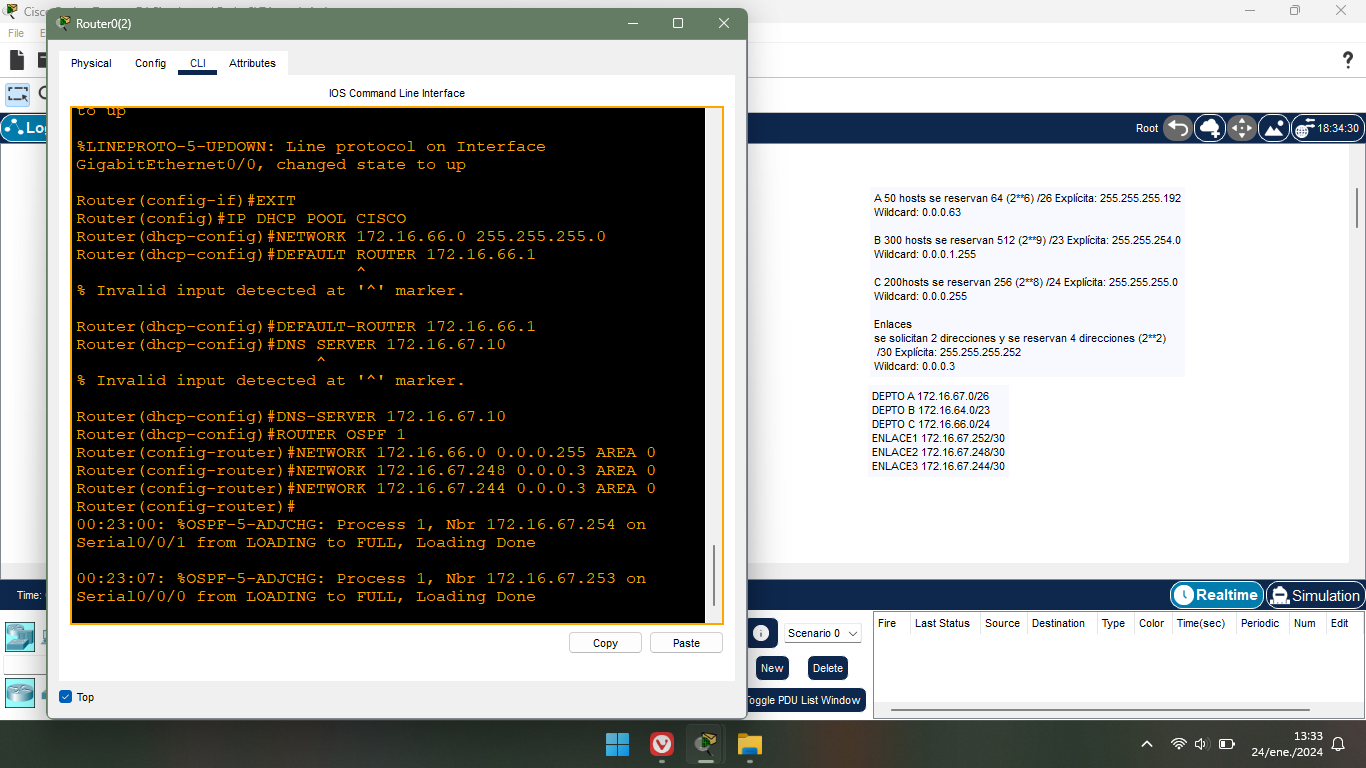 Cisc
Router0(2)
File
E
Physical
Config
CLI
Attributes
IOS Command Line Interface
to up
%LINEPROTO-5-UPDOWN: Line protocol on Interface
GigabitEthernet0/0, changed state to up
Router(config-if)#EXIT
Router(config)#IP DHCP POOL CISCO
Router(dhcp-config)#NETWORK 172.16.66.0 255.255.255.0
Router(dhcp-config)#DEFAULT ROUTER 172.16.66.1
^
% Invalid input detected at '^' marker.
Router(dhcp-config)#DEFAULT-ROUTER 172.16.66.1
Router(dhcp-config)#DNS SERVER 172.16.67.10
^
% Invalid input detected at '^' marker.
Router(dhcp-config)#DNS-SERVER 172.16.67.10
Router(dhcp-config)#ROUTER OSPF 1
Router(config-router)#NETWORK 172.16.66.0 0.0.0.255 AREA 0
Router(config-router)#NETWORK 172.16.67.248 0.0.0.3 AREA 0
Router(config-router)#NETWORK 172.16.67.244 0.0.0.3 AREA 0
Router(config-router)#
00:23:00: %OSPF-5-ADJCHG: Process 1, Nbr 172.16.67.254 on
Serial0/0/1 from LOADING to FULL, Loading Done
00:23:07: %OSPF-5-ADJCHG: Process 1, Nbr 172.16.67.253 on
Serial0/0/0 from LOADING to FULL, Loading Done
Copy
Paste
Top
?
Log
Root
18:34:30
A 50 hosts se reservan 64 (2**6) /26 Explícita: 255.255.255.192
Wildcard: 0.0.0.63
B 300 hosts se reservan 512 (2**9) /23 Explícita: 255.255.254.0
Wildcard: 0.0.0.1.255
C 200hosts se reservan 256 (2**8) /24 Explícita: 255.255.255.0
Wildcard: 0.0.0.255
Enlaces
se solicitan 2 direcciones y se reservan 4 direcciones (2**2)
/30 Explícita: 255.255.255.252
Wildcard: 0.0.0.3
DEPTO A 172.16.67.0/26
DEPTO B 172.16.64.0/23
DEPTO C 172.16.66.0/24
ENLACE1 172.16.67.252/30
ENLACE2 172.16.67.248/30
ENLACE3 172.16.67.244/30
Time:
Realtime
Simulation
Scenario 0
New
Delete
Toggle PDU List Window
Fire
Last Status
Source
Destination
Type
Color
Time(sec)
Periodic
Num
Edit
13:33
24/ene./2024